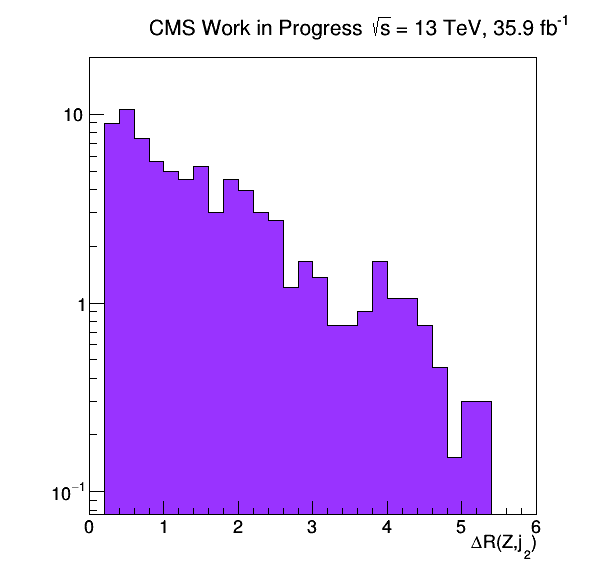 CMS Work in Progress √s = 13 TeV, 35.9 fb⁻¹
10
1
10⁻¹
0 1 2 3 4 5 6
ΔR(Z,j₂)